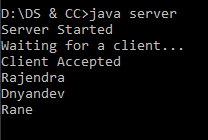 D:\DS & CC>java server
Server Started
Waiting for a client...
Client Accepted
Rajendra
Dnyandev
Rane